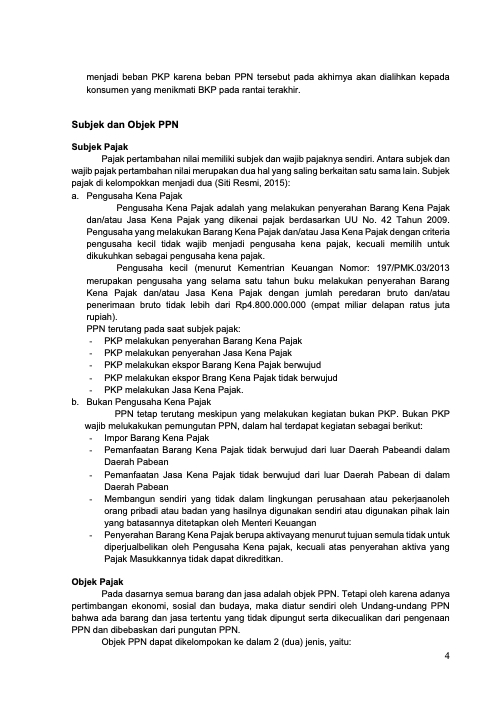 menjadi beban PKP karena beban PPN tersebut pada akhirnya akan dialihkan kepada
konsumen yang menikmati BKP pada rantai terakhir.
Subjek dan Objek PPN
Subjek Pajak
Pajak pertambahan nilai memiliki subjek dan wajib pajaknya sendiri. Antara subjek dan
wajib pajak pertambahan nilai merupakan dua hal yang saling berkaitan satu sama lain. Subjek
pajak di kelompokkan menjadi dua (Siti Resmi, 2015):
a. Pengusaha Kena Pajak
Pengusaha Kena Pajak adalah yang melakukan penyerahan Barang Kena Pajak
dan/atau Jasa Kena Pajak yang dikenai pajak berdasarkan UU No. 42 Tahun 2009.
Pengusaha yang melakukan Barang Kena Pajak dan/atau Jasa Kena Pajak dengan criteria
pengusaha kecil tidak wajib menjadi pengusaha kena pajak, kecuali memilih untuk
dikukuhkan sebagai pengusaha kena pajak.
Pengusaha kecil (menurut Kementrian Keuangan Nomor: 197/PMK.03/2013
merupakan pengusaha yang selama satu tahun buku melakukan penyerahan Barang
Kena Pajak dan/atau Jasa Kena Pajak dengan jumlah peredaran bruto dan/atau
penerimaan bruto tidak lebih dari Rp4.800.000.000 (empat miliar delapan ratus juta
rupiah).
PPN terutang pada saat subjek pajak:
- PKP melakukan penyerahan Barang Kena Pajak
- PKP melakukan penyerahan Jasa Kena Pajak
- PKP melakukan ekspor Barang Kena Pajak berwujud
- PKP melakukan ekspor Brang Kena Pajak tidak berwujud
- PKP melakukan Jasa Kena Pajak.
b. Bukan Pengusaha Kena Pajak
PPN tetap terutang meskipun yang melakukan kegiatan bukan PKP. Bukan PKP
wajib melukakukan pemungutan PPN, dalam hal terdapat kegiatan sebagai berikut:
- Impor Barang Kena Pajak
- Pemanfaatan Barang Kena Pajak tidak berwujud dari luar Daerah Pabeandi dalam
Daerah Pabean
- Pemanfaatan Jasa Kena Pajak tidak berwujud dari luar Daerah Pabean di dalam
Daerah Pabean
- Membangun sendiri yang tidak dalam lingkungan perusahaan atau pekerjaanoleh
orang pribadi atau badan yang hasilnya digunakan sendiri atau digunakan pihak lain
yang batasannya ditetapkan oleh Menteri Keuangan
- Penyerahan Barang Kena Pajak berupa aktivayang menurut tujuan semula tidak untuk
diperjualbelikan oleh Pengusaha Kena pajak, kecuali atas penyerahan aktiva yang
Pajak Masukkannya tidak dapat dikreditkan.
Objek Pajak
Pada dasarnya semua barang dan jasa adalah objek PPN. Tetapi oleh karena adanya
pertimbangan ekonomi, sosial dan budaya, maka diatur sendiri oleh Undang-undang PPN
bahwa ada barang dan jasa tertentu yang tidak dipungut serta dikecualikan dari pengenaan
PPN dan dibebaskan dari pungutan PPN.
Objek PPN dapat dikelompokan ke dalam 2 (dua) jenis, yaitu:
4